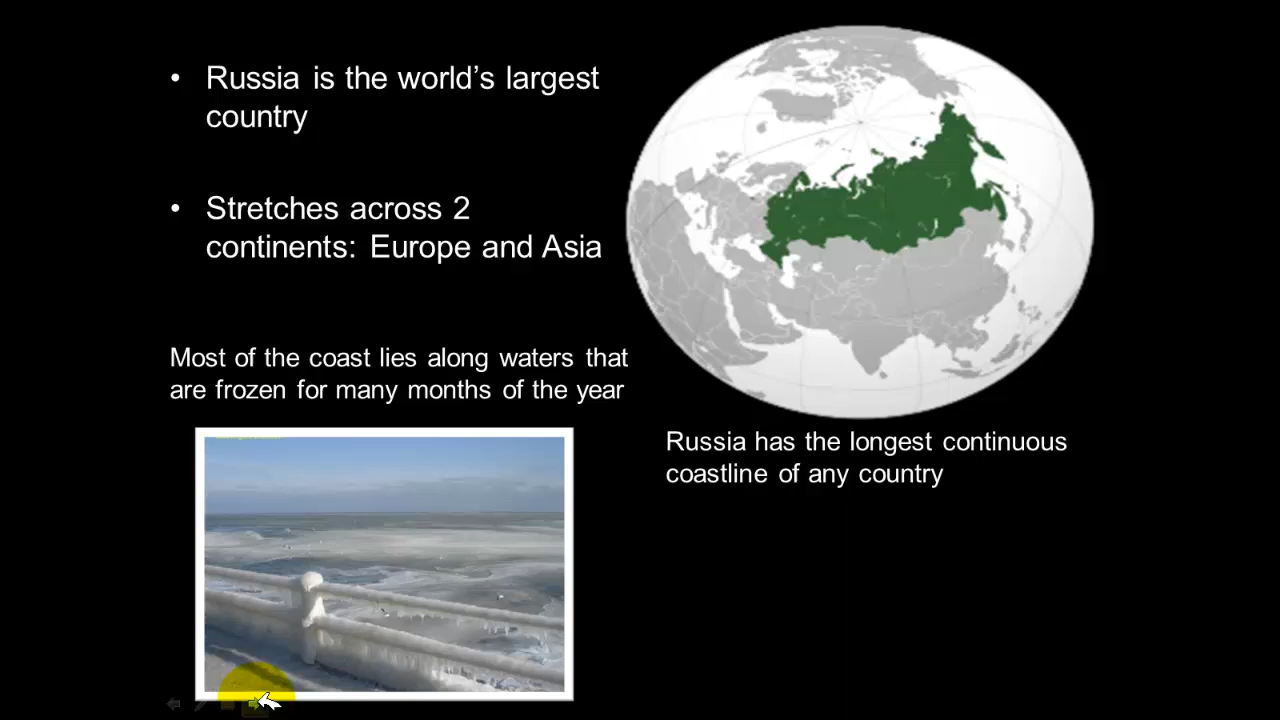 • Russia is the world’s largest
country
• Stretches across 2
continents: Europe and Asia
Most of the coast lies along waters that
are frozen for many months of the year
Russia has the longest continuous
coastline of any country